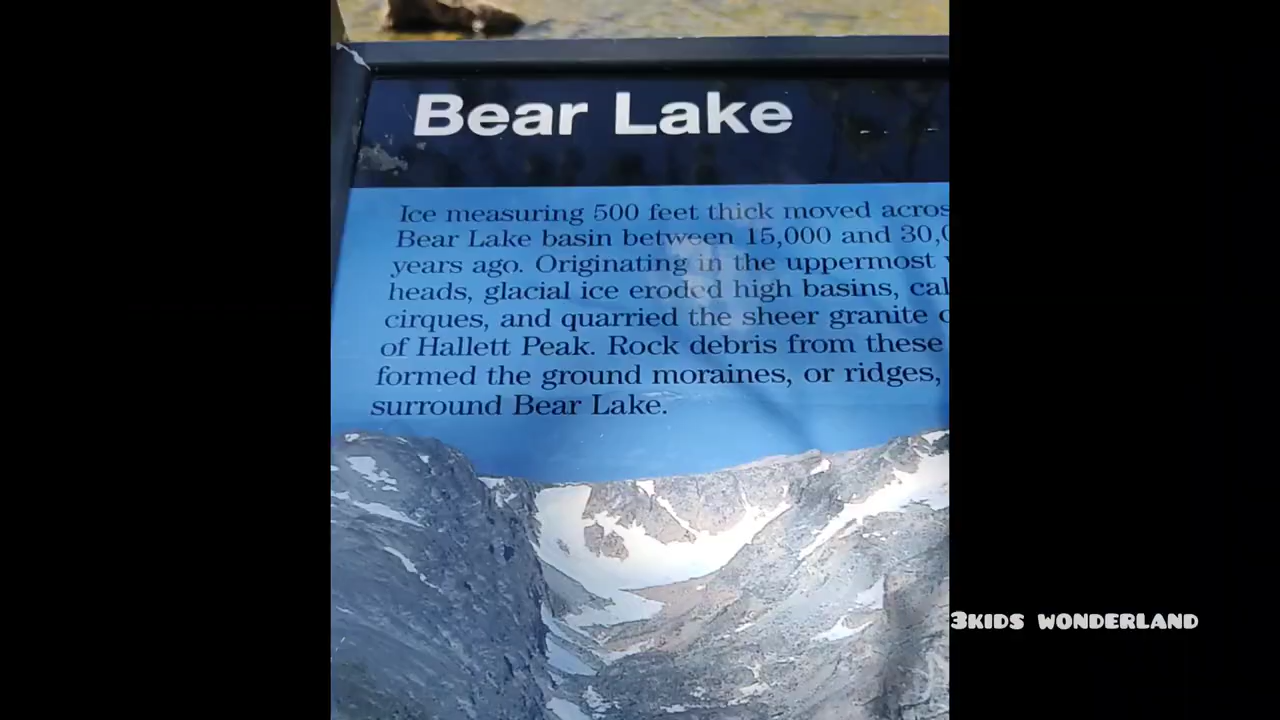 Bear Lake
Ice measuring 500 feet thick moved acros
Bear Lake basin between 15,000 and 30,0
years ago. Originating in the uppermost
heads, glacial ice eroded high basins, cal
cirques, and quarried the sheer granite c
of Hallett Peak. Rock debris from these
formed the ground moraines, or ridges,
surround Bear Lake.
3KIDS WONDERLAND